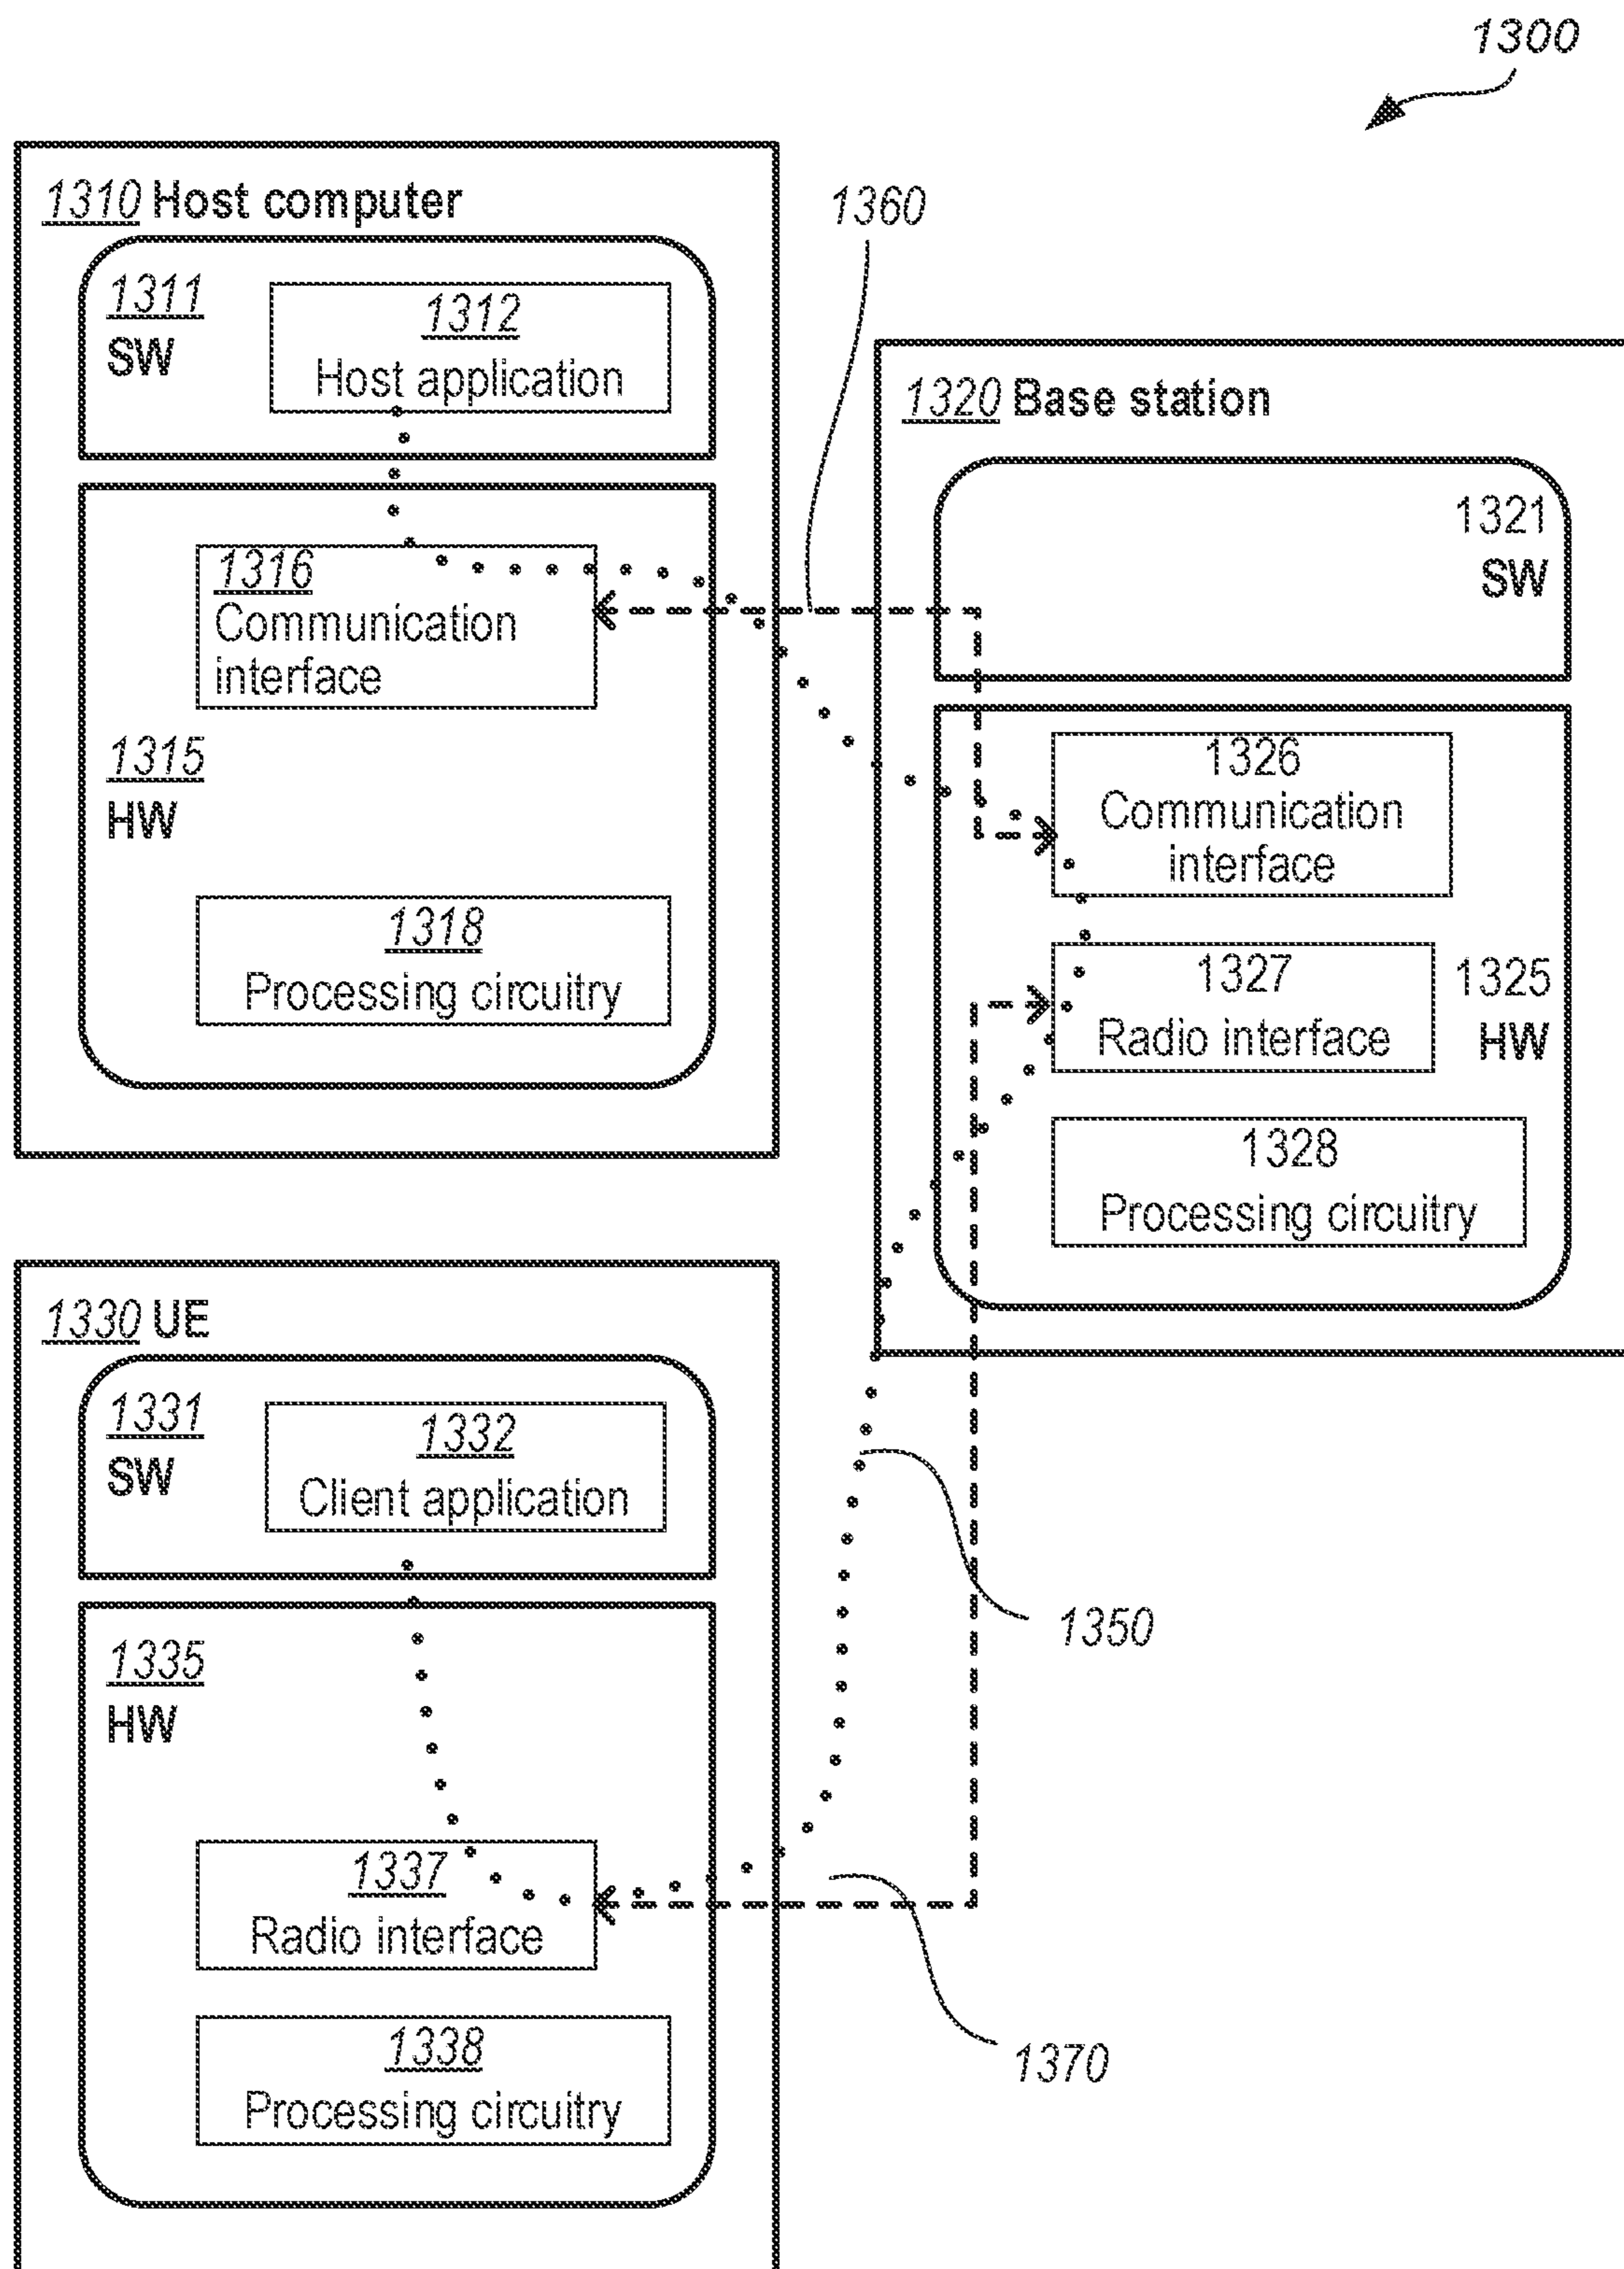 1300
1310 Host computer
1311
SW
1312
Host application
1316
Communication
interface
1315
HW
1318
Processing circuitry
1360
1320 Base station
1321
SW
1326
Communication
interface
1327
Radio interface
1325
HW
1328
Processing circuitry
1330 UE
1331
SW
1332
Client application
1335
HW
1337
Radio interface
1338
Processing circuitry
1350
1370